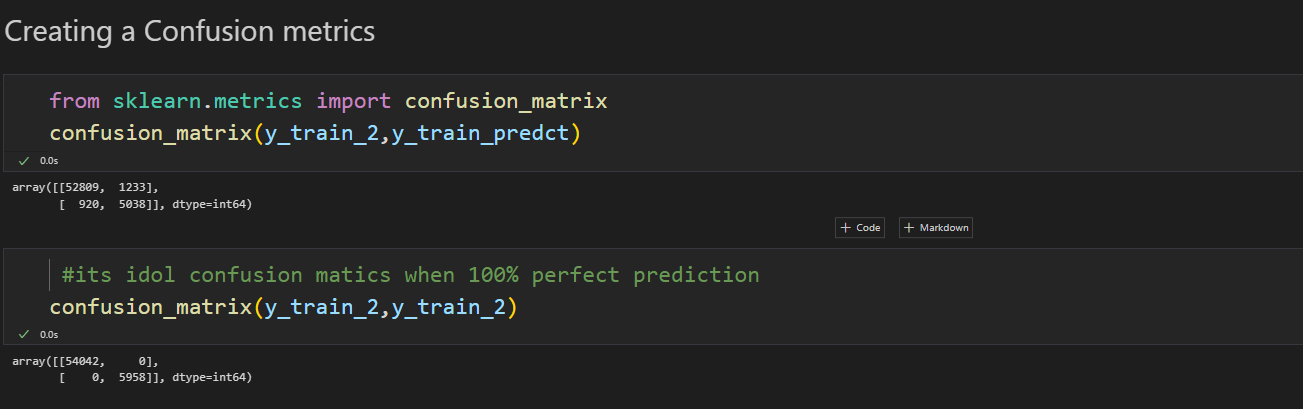 Creating a Confusion metrics
from sklearn.metrics import confusion_matrix
confusion_matrix(y_train_2,y_train_predct)
0.0s
array([[52809,  1233],
       [  920,  5038]], dtype=int64)
+ Code + Markdown
#its idol confusion matics when 100% perfect prediction
confusion_matrix(y_train_2,y_train_2)
0.0s
array([[54042,     0],
       [    0,  5958]], dtype=int64)